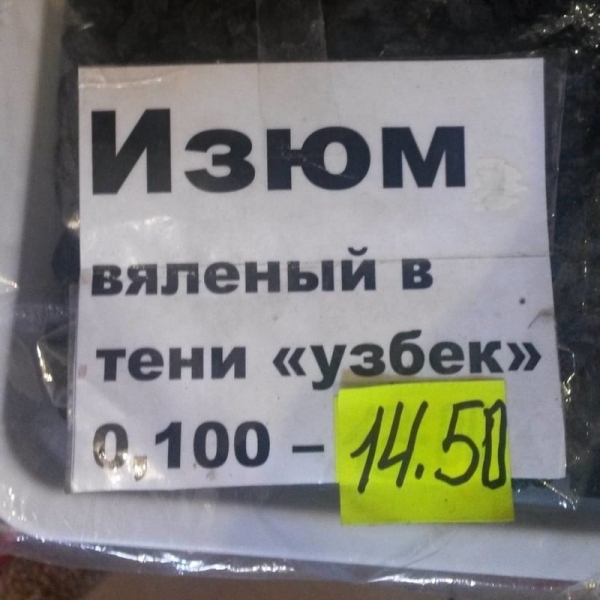 Изюм
вяленый в
тени «узбек»
0,100 – 14.50